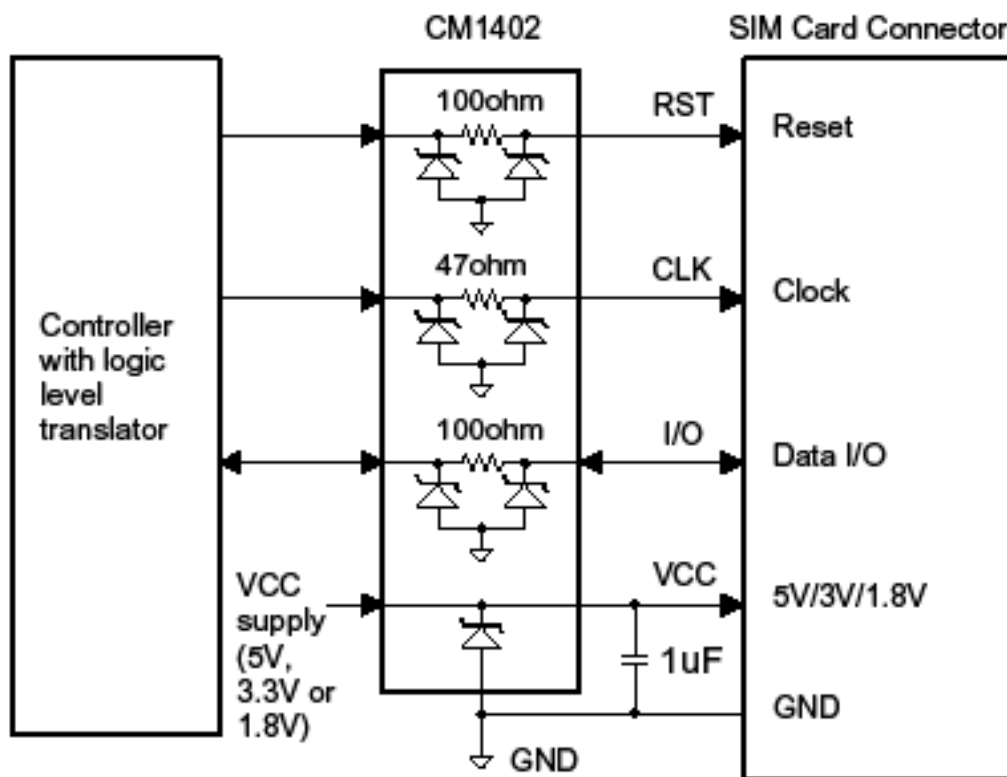 CM1402
SIM Card Connector
100ohm
RST
Reset
47ohm
CLK
Clock
Controller
with logic
level
translator
100ohm
I/O
Data I/O
VCC
supply
(5V,
3.3V or
1.8V)
VCC
5V/3V/1.8V
1uF
GND
GND